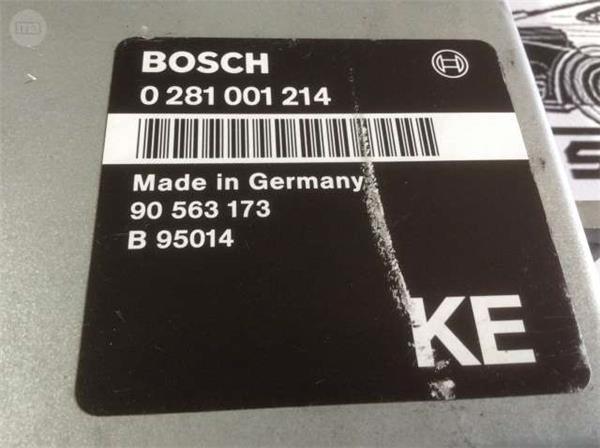 BOSCH
0 281 001 214
Made in Germany
90 563 173
B 95014
KE